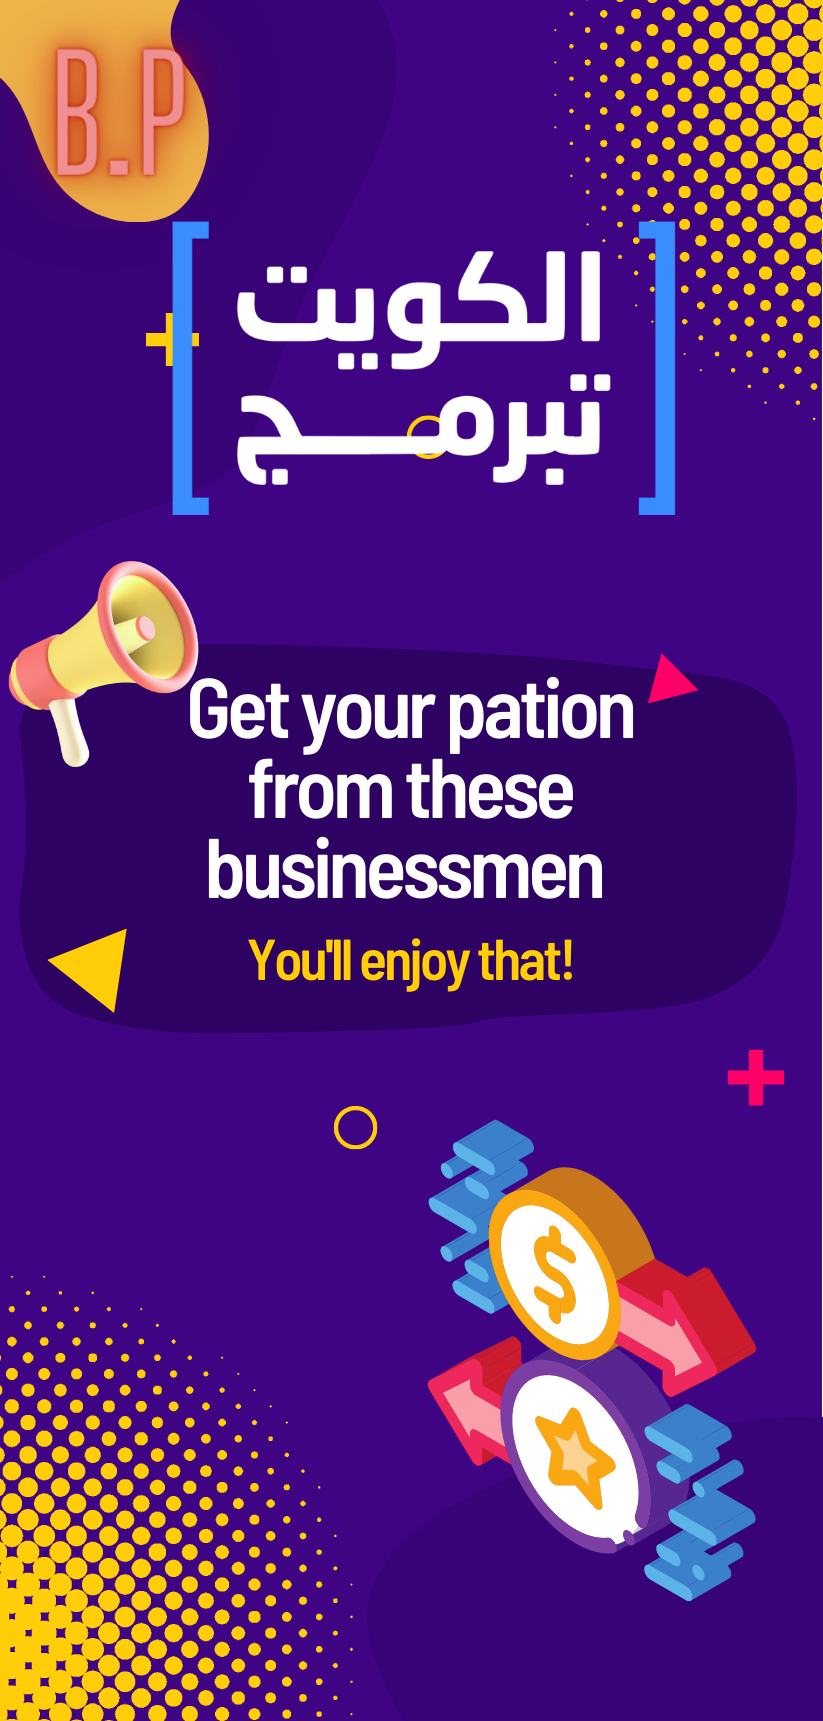 B.P
الكويت
تبرمج
Get your pation
from these
businessmen
You'll enjoy that!